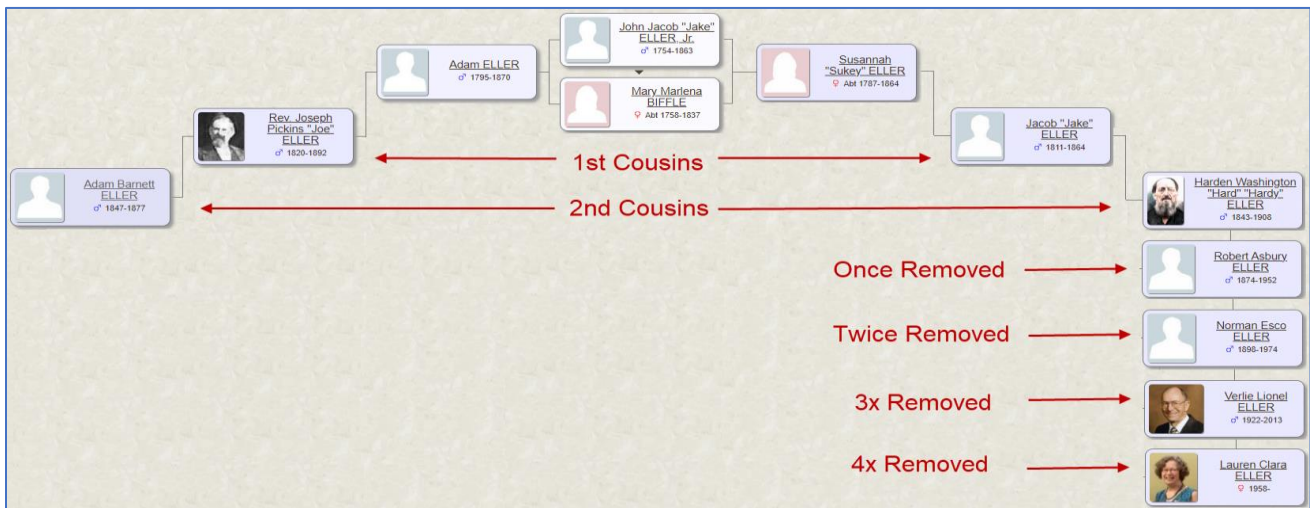 John Jacob "Jake"
ELLER, Jr.
♂ 1754-1863
Adam ELLER
♂ 1795-1870
Susannah
"Sukey" ELLER
♀ Abt 1787-1864
Mary Marlena
BIFFLE
♀ Abt 1758-1837
Rev. Joseph
Pickins "Joe"
ELLER
♂ 1820-1892
Jacob "Jake"
ELLER
♂ 1811-1864
1st Cousins
Adam Barnett
ELLER
♂ 1847-1877
Harden Washington
"Hard" "Hardy"
ELLER
♂ 1843-1908
2nd Cousins
Once Removed
Robert Asbury
ELLER
♂ 1874-1952
Twice Removed
Norman Esco
ELLER
♂ 1898-1974
3x Removed
Verlie Lionel
ELLER
♂ 1922-2013
4x Removed
Lauren Clara
ELLER
♀ 1958-